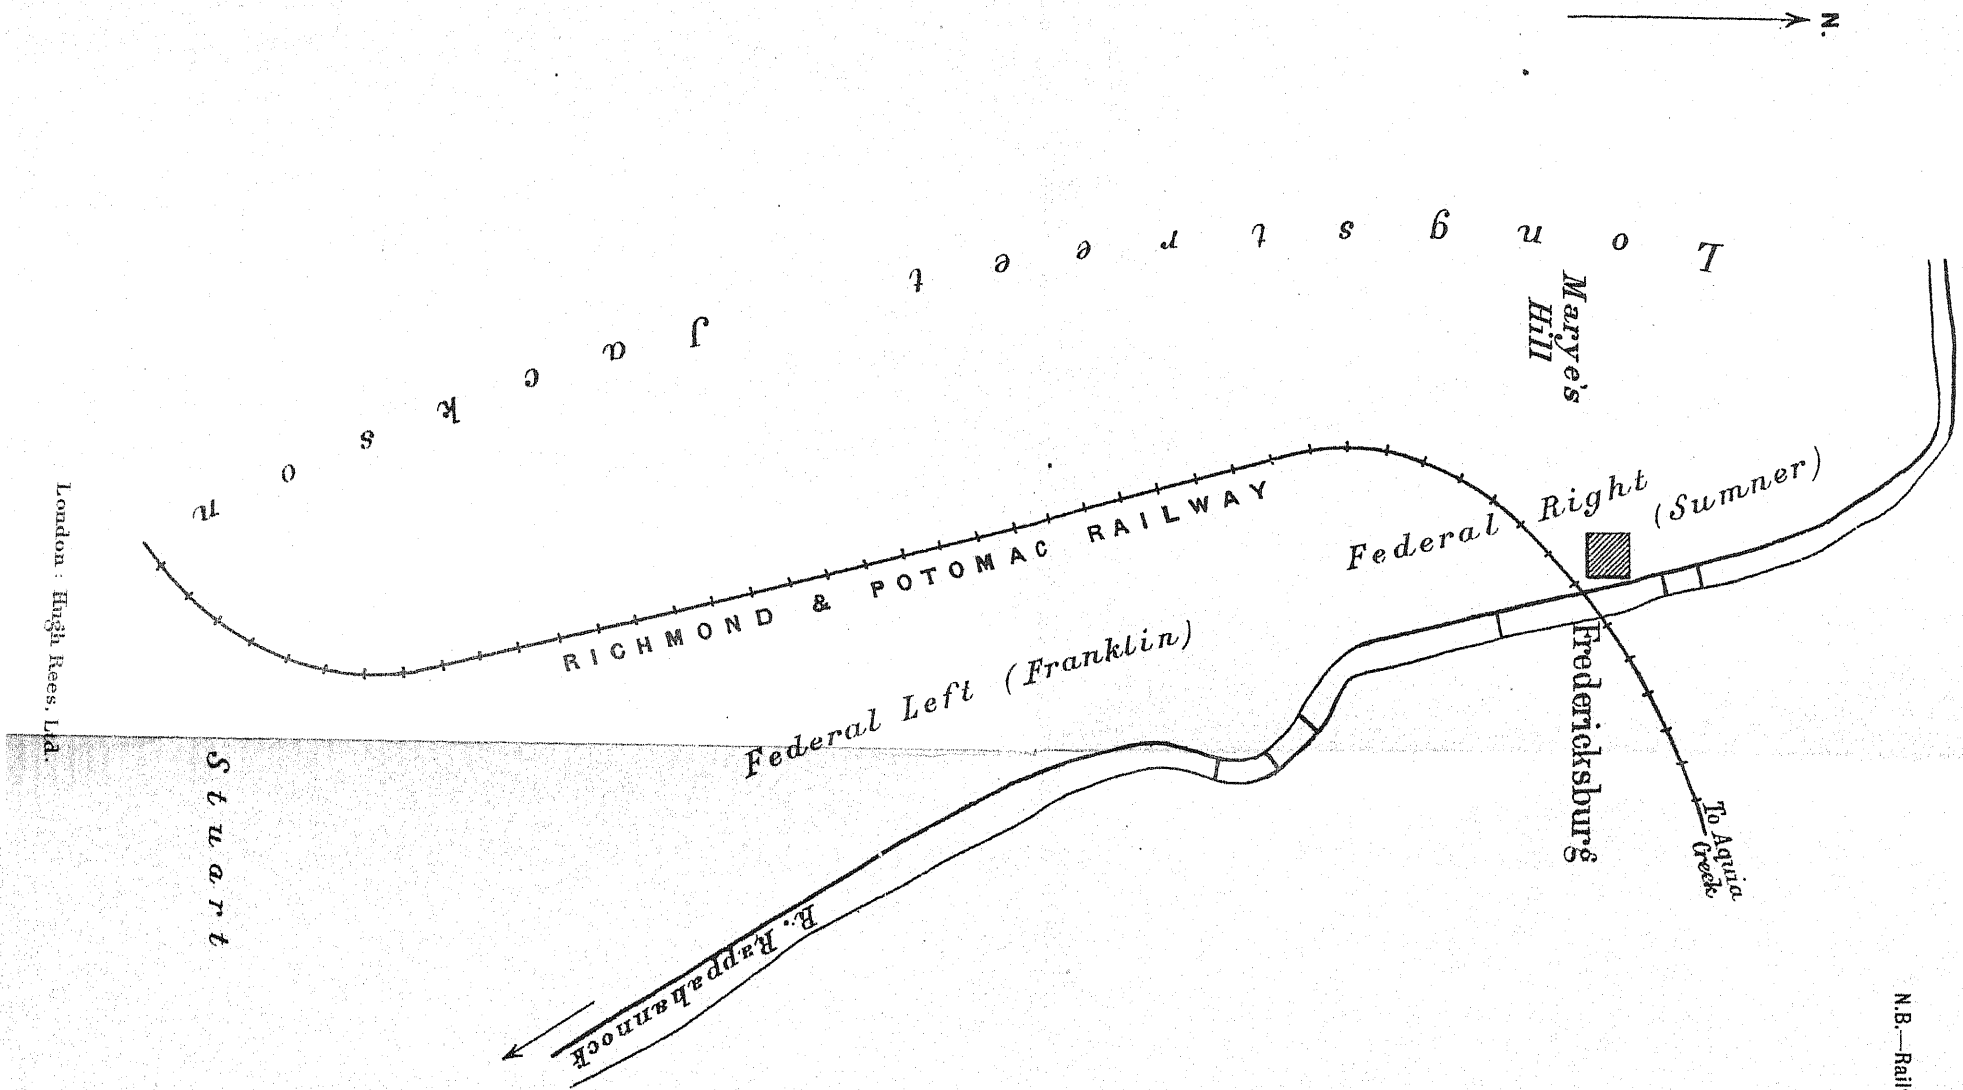 N.
Longstreet
Marye's
Hill
Jackson
Federal Right
(Sumner)
RICHMOND & POTOMAC RAILWAY
Federal Left (Franklin)
Fredericksburg
To Aquia
Creek
Stuart
R. Rappahannock
London : Hugh Rees, Ltd.
N.B.—Rail